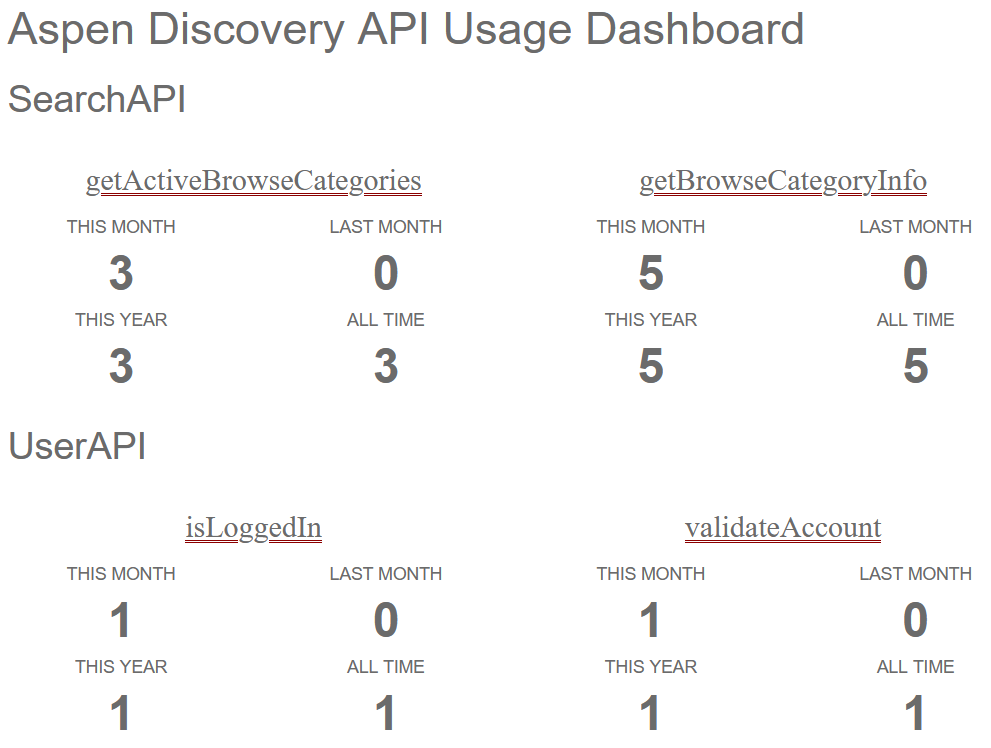 Aspen Discovery API Usage Dashboard
SearchAPI
getActiveBrowseCategories
getBrowseCategoryInfo
THIS MONTH LAST MONTH THIS MONTH LAST MONTH
3 0 5 0
THIS YEAR ALL TIME THIS YEAR ALL TIME
3 3 5 5
UserAPI
isLoggedIn
validateAccount
THIS MONTH LAST MONTH THIS MONTH LAST MONTH
1 0 1 0
THIS YEAR ALL TIME THIS YEAR ALL TIME
1 1 1 1